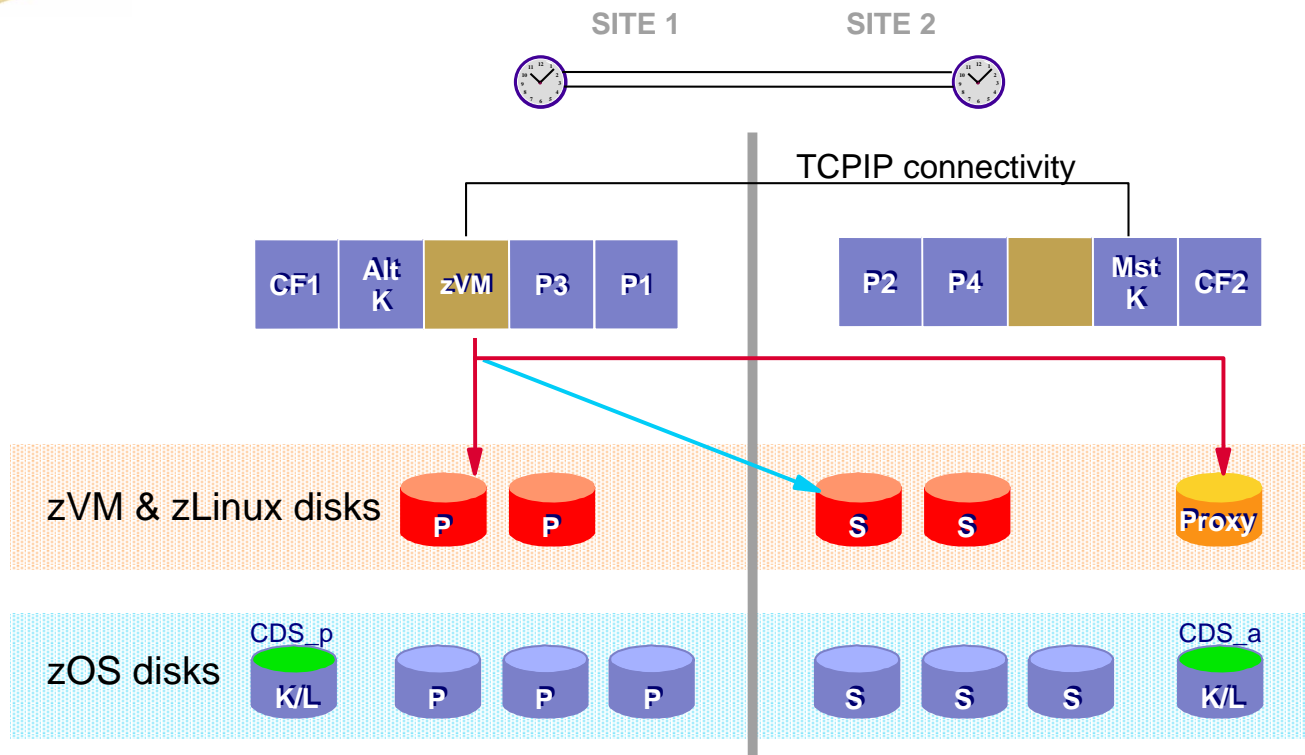 SITE 1
SITE 2
TCPIP connectivity
CF1
Alt
K
zVM
P3
P1
P2
P4
Mst
K
CF2
zVM & zLinux disks
P
P
S
S
Proxy
zOS disks
CDS_p
K/L
P
P
P
S
S
S
CDS_a
K/L